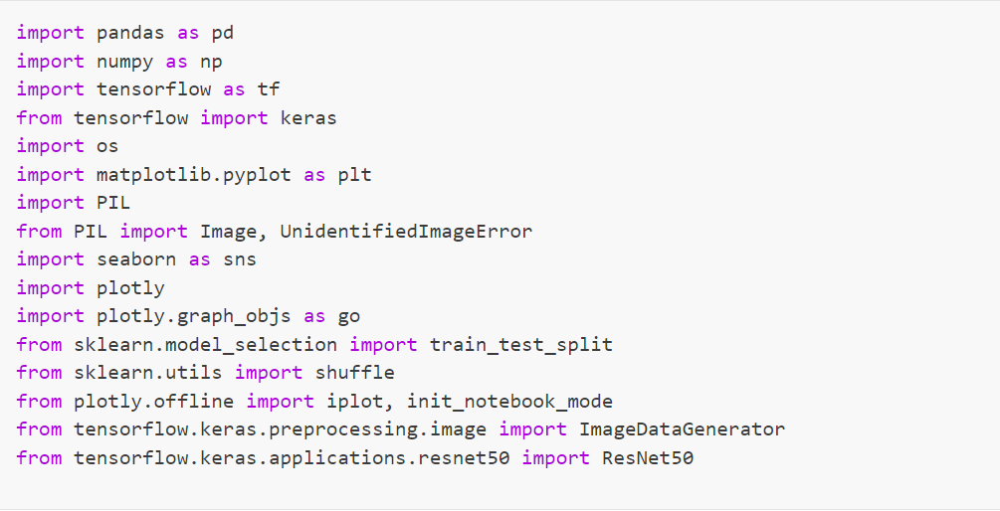 import pandas as pd
import numpy as np
import tensorflow as tf
from tensorflow import keras
import os
import matplotlib.pyplot as plt
import PIL
from PIL import Image, UnidentifiedImageError
import seaborn as sns
import plotly
import plotly.graph_objs as go
from sklearn.model_selection import train_test_split
from sklearn.utils import shuffle
from plotly.offline import iplot, init_notebook_mode
from tensorflow.keras.preprocessing.image import ImageDataGenerator
from tensorflow.keras.applications.resnet50 import ResNet50